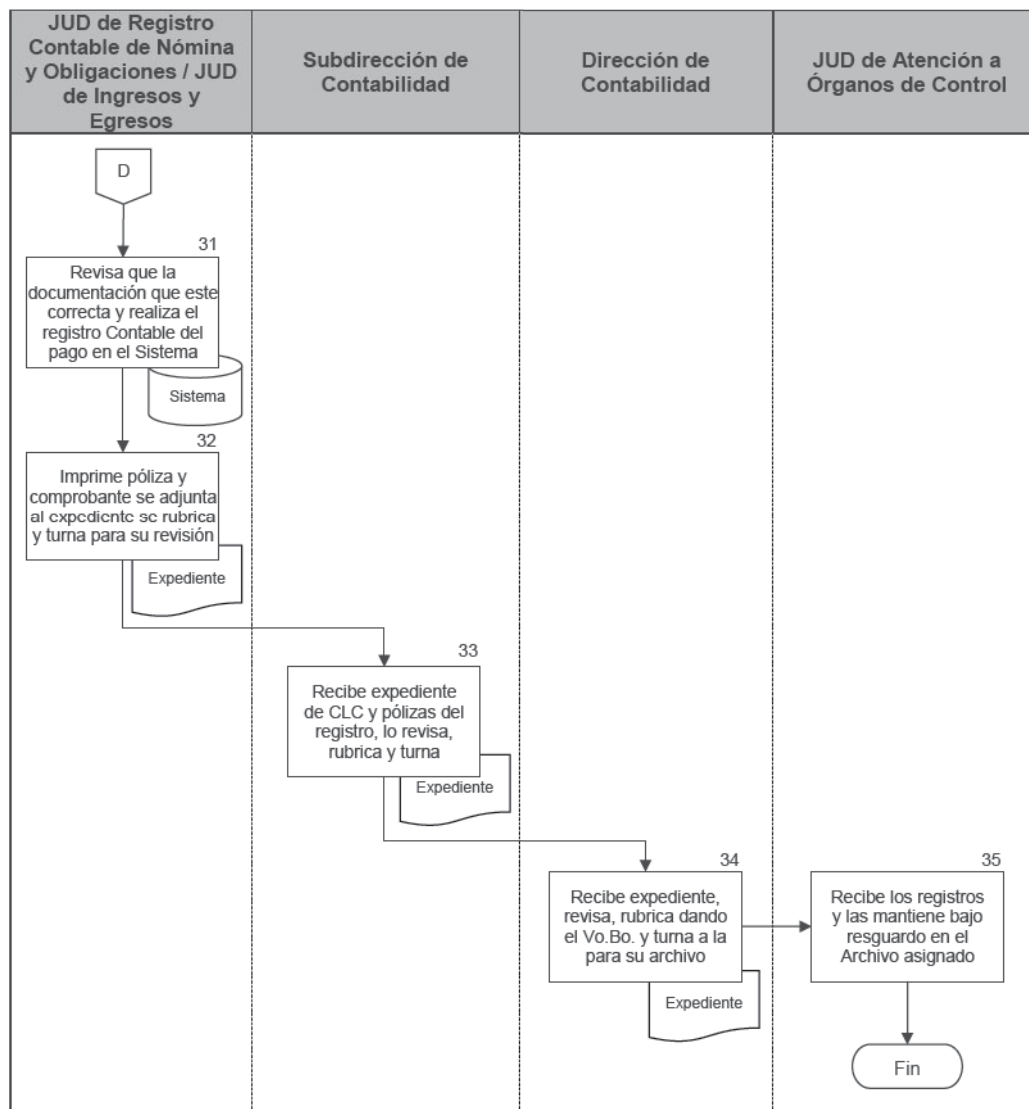 JUD de Registro
Contable de Nómina
y Obligaciones / JUD
de Ingresos y
Egresos
Subdirección de
Contabilidad
Dirección de
Contabilidad
JUD de Atención a
Órganos de Control
D
31
Revisa que la
documentación que este
correcta y realiza el
registro Contable del
pago en el Sistema
Sistema
32
Imprime póliza y
comprobante se adjunta
al expediente se rubrica
y turna para su revisión
Expediente
33
Recibe expediente
de CLC y pólizas del
registro, lo revisa,
rubrica y turna
Expediente
34
Recibe expediente,
revisa, rubrica dando
el Vo.Bo. y turna a la
para su archivo
Expediente
35
Recibe los registros
y las mantiene bajo
resguardo en el
Archivo asignado
Fin